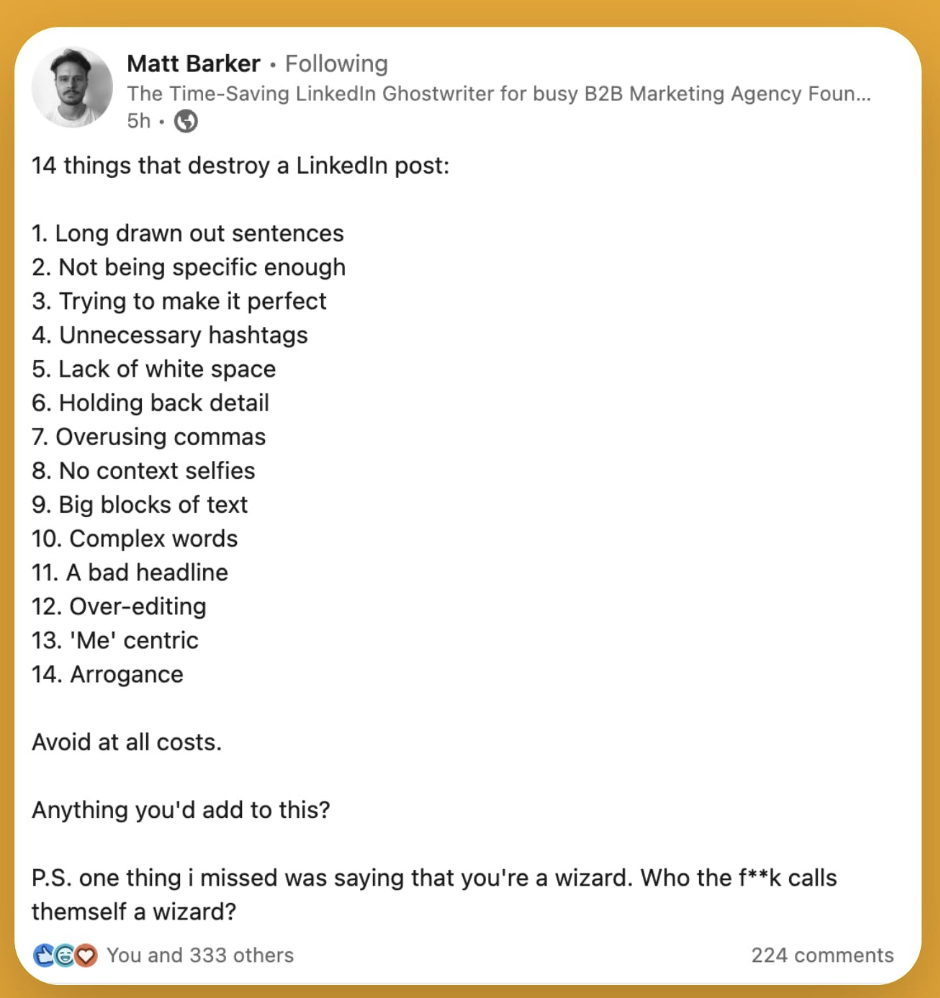 Matt Barker • Following
The Time-Saving LinkedIn Ghostwriter for busy B2B Marketing Agency Foun...
5h •
14 things that destroy a LinkedIn post:
1. Long drawn out sentences
2. Not being specific enough
3. Trying to make it perfect
4. Unnecessary hashtags
5. Lack of white space
6. Holding back detail
7. Overusing commas
8. No context selfies
9. Big blocks of text
10. Complex words
11. A bad headline
12. Over-editing
13. 'Me' centric
14. Arrogance
Avoid at all costs.
Anything you'd add to this?
P.S. one thing i missed was saying that you're a wizard. Who the f**k calls
themself a wizard?
You and 333 others 224 comments